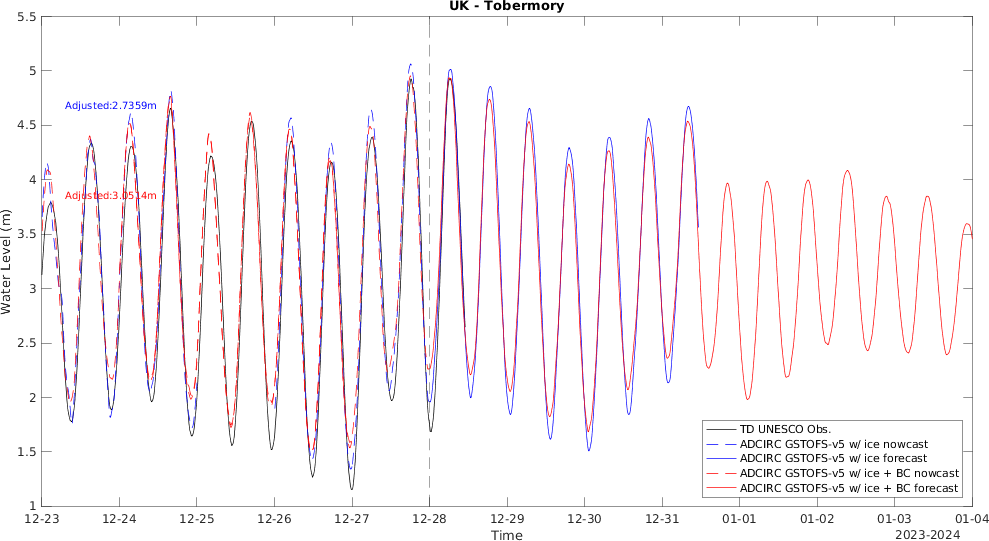 UK - Tobermory
5.5
5
4.5
4
3.5
3
2.5
2
1.5
1
Water Level (m)
Adjusted:2.7359m
Adjusted:3.0514m
TD UNESCO Obs.
ADCIRC GSTOFS-v5 w/ ice nowcast
ADCIRC GSTOFS-v5 w/ ice forecast
ADCIRC GSTOFS-v5 w/ ice + BC nowcast
ADCIRC GSTOFS-v5 w/ ice + BC forecast
12-23 12-24 12-25 12-26 12-27 12-28 12-29 12-30 12-31 01-01 01-02 01-03 01-04
Time
2023-2024